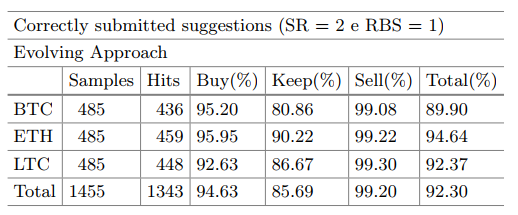 Correctly submitted suggestions (SR = 2 e RBS = 1)
Evolving Approach
Samples Hits Buy(%) Keep(%) Sell(%) Total(%)
BTC 485 436 95.20 80.86 99.08 89.90
ETH 485 459 95.95 90.22 99.22 94.64
LTC 485 448 92.63 86.67 99.30 92.37
Total 1455 1343 94.63 85.69 99.20 92.30